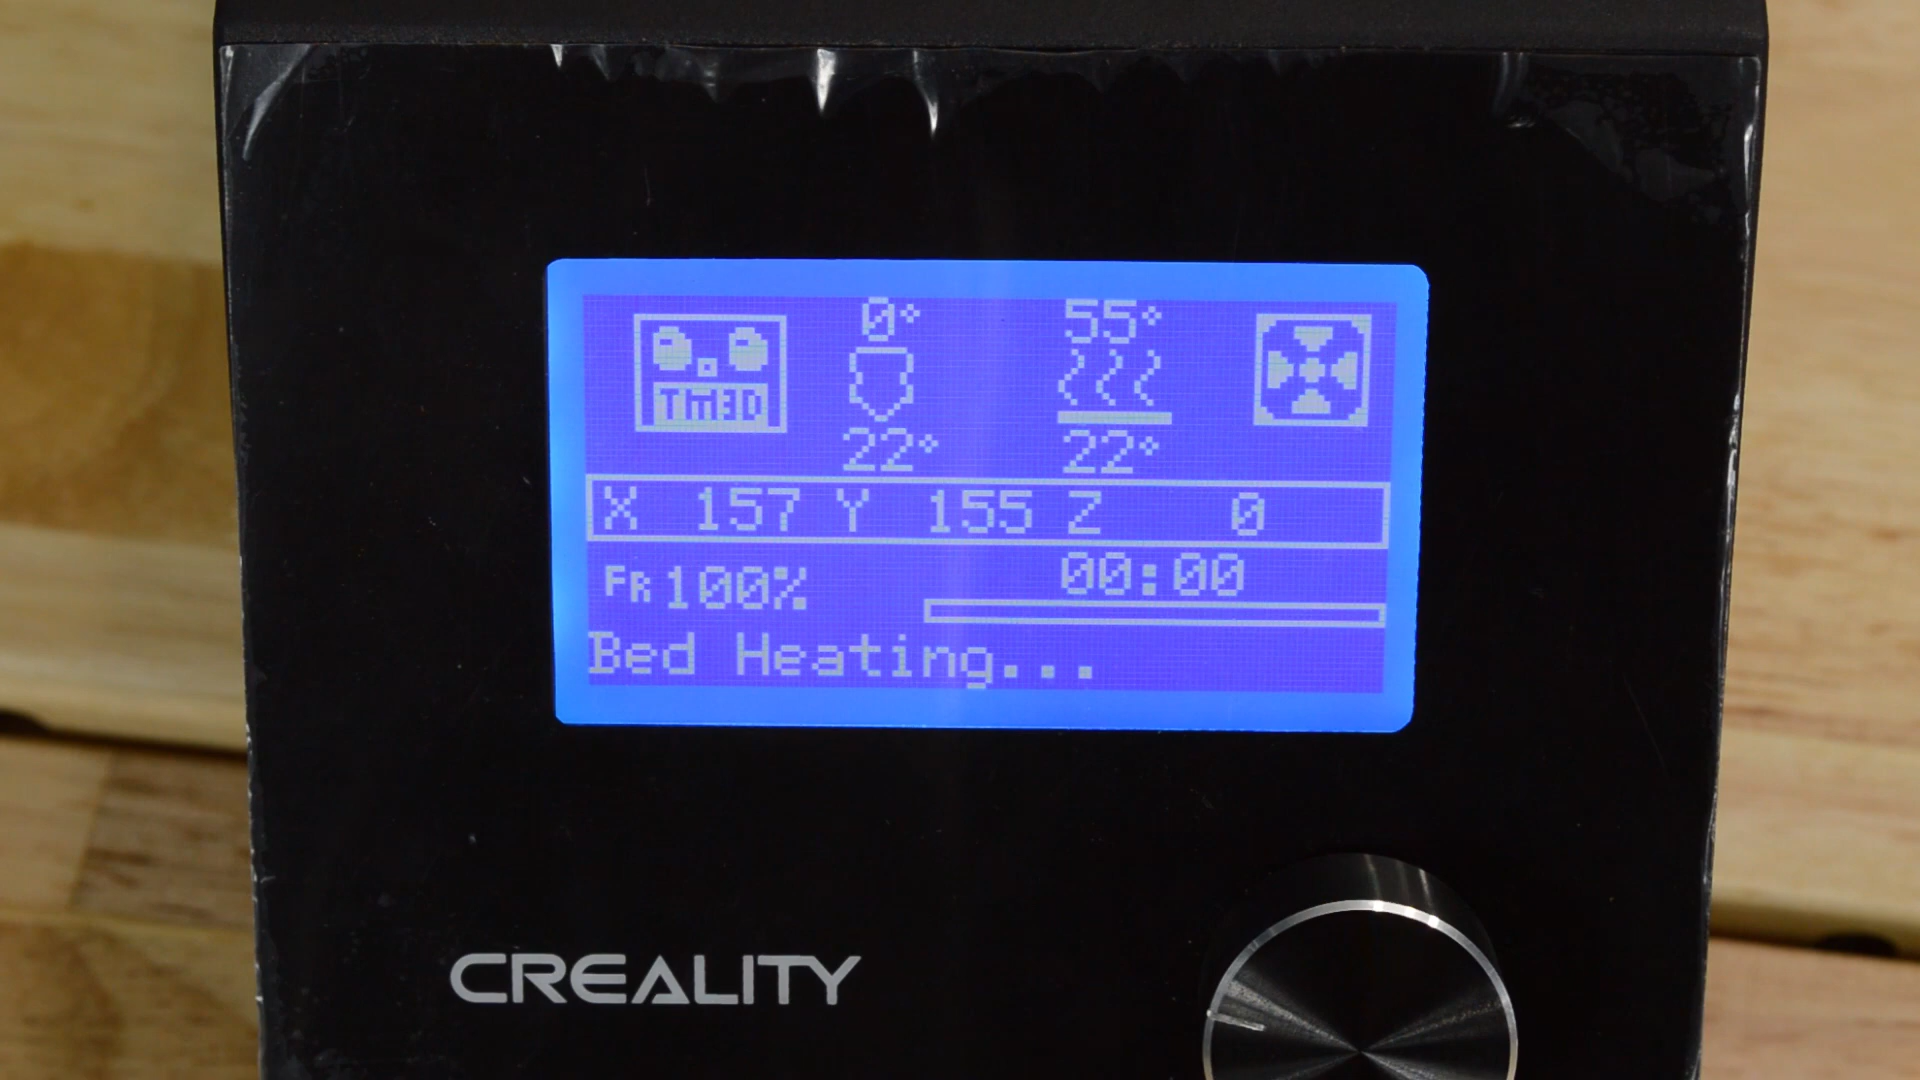 0° 55°
TM3D
22° 22°
X 157 Y 155 Z 0
FR 100% 00:00
Bed Heating...
CREALITY